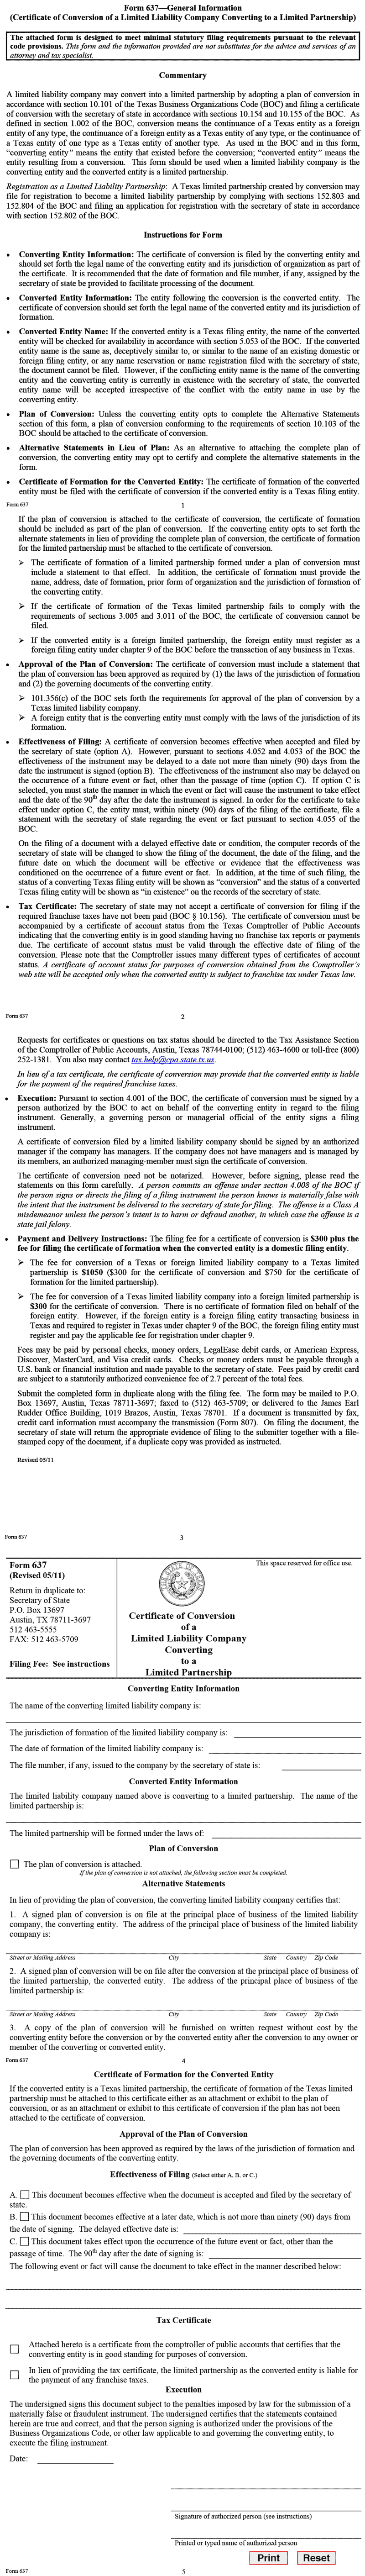 Form 637—General Information
(Certificate of Conversion of a Limited Liability Company Converting to a Limited Partnership)
The attached form is designed to meet minimal statutory filing requirements pursuant to the relevant
code provisions. This form and the information provided are not substitutes for the advice and services of an
attorney and tax specialist.
Commentary
A limited liability company may convert into a limited partnership by adopting a plan of conversion in
accordance with section 10.101 of the Texas Business Organizations Code (BOC) and filing a certificate
of conversion with the secretary of state in accordance with sections 10.154 and 10.155 of the BOC. As
defined in section 1.002 of the BOC, conversion means the continuance of a Texas entity as a foreign
entity of any type, the continuance of a foreign entity as a Texas entity of any type, or the continuance of
a Texas entity of one type as a Texas entity of another type. As used in the BOC and in this form,
“converting entity” means the entity that existed before the conversion; “converted entity” means the
entity resulting from a conversion. This form should be used when a limited liability company is the
converting entity and the converted entity is a limited partnership.
Registration as a Limited Liability Partnership: A Texas limited partnership created by conversion may
file for registration to become a limited liability partnership by complying with sections 152.803 and
152.804 of the BOC and filing an application for registration with the secretary of state in accordance
with section 152.802 of the BOC.
Instructions for Form
• Converting Entity Information: The certificate of conversion is filed by the converting entity and
should set forth the legal name of the converting entity and its jurisdiction of organization as part of
the certificate. It is recommended that the date of formation and file number, if any, assigned by the
secretary of state be provided to facilitate processing of the document.
• Converted Entity Information: The entity following the conversion is the converted entity. The
certificate of conversion should set forth the legal name of the converted entity and its jurisdiction of
formation.
• Converted Entity Name: If the converted entity is a Texas filing entity, the name of the converted
entity will be checked for availability in accordance with section 5.053 of the BOC. If the converted
entity name is the same as, deceptively similar to, or similar to the name of an existing domestic or
foreign filing entity, or any name reservation or name registration filed with the secretary of state,
the document cannot be filed. However, if the conflicting entity name is the name of the converting
entity and the converting entity is currently in existence with the secretary of state, the converted
entity name will be accepted irrespective of the conflict with the entity name in use by the
converting entity.
• Plan of Conversion: Unless the converting entity opts to complete the Alternative Statements
section of this form, a plan of conversion conforming to the requirements of section 10.103 of the
BOC should be attached to the certificate of conversion.
• Alternative Statements in Lieu of Plan: As an alternative to attaching the complete plan of
conversion, the converting entity may opt to certify and complete the alternative statements in the
form.
• Certificate of Formation for the Converted Entity: The certificate of formation of the converted
entity must be filed with the certificate of conversion if the converted entity is a Texas filing entity.
Form 637 1
If the plan of conversion is attached to the certificate of conversion, the certificate of formation
should be included as part of the plan of conversion. If the converting entity opts to set forth the
alternate statements in lieu of providing the complete plan of conversion, the certificate of formation
for the limited partnership must be attached to the certificate of conversion.
➢ The certificate of formation of a limited partnership formed under a plan of conversion must
include a statement to that effect. In addition, the certificate of formation must provide the
name, address, date of formation, prior form of organization and the jurisdiction of formation of
the converting entity.
➢ If the certificate of formation of the Texas limited partnership fails to comply with the
requirements of sections 3.005 and 3.011 of the BOC, the certificate of conversion cannot be
filed.
➢ If the converted entity is a foreign limited partnership, the foreign entity must register as a
foreign filing entity under chapter 9 of the BOC before the transaction of any business in Texas.
• Approval of the Plan of Conversion: The certificate of conversion must include a statement that
the plan of conversion has been approved as required by (1) the laws of the jurisdiction of formation
and (2) the governing documents of the converting entity.
➢ 101.356(c) of the BOC sets forth the requirements for approval of the plan of conversion by a
Texas limited liability company.
➢ A foreign entity that is the converting entity must comply with the laws of the jurisdiction of its
formation.
• Effectiveness of Filing: A certificate of conversion becomes effective when accepted and filed by
the secretary of state (option A). However, pursuant to sections 4.052 and 4.053 of the BOC the
effectiveness of the instrument may be delayed to a date not more than ninety (90) days from the
date the instrument is signed (option B). The effectiveness of the instrument also may be delayed on
the occurrence of a future event or fact, other than the passage of time (option C). If option C is
selected, you must state the manner in which the event or fact will cause the instrument to take effect
and the date of the 90th day after the date the instrument is signed. In order for the certificate to take
effect under option C, the entity must, within ninety (90) days of the filing of the certificate, file a
statement with the secretary of state regarding the event or fact pursuant to section 4.055 of the
BOC.
On the filing of a document with a delayed effective date or condition, the computer records of the
secretary of state will be changed to show the filing of the document, the date of the filing, and the
future date on which the document will be effective or evidence that the effectiveness was
conditioned on the occurrence of a future event or fact. In addition, at the time of such filing, the
status of a converting Texas filing entity will be shown as “conversion” and the status of a converted
Texas filing entity will be shown as “in existence” on the records of the secretary of state.
• Tax Certificate: The secretary of state may not accept a certificate of conversion for filing if the
required franchise taxes have not been paid (BOC § 10.156). The certificate of conversion must be
accompanied by a certificate of account status from the Texas Comptroller of Public Accounts
indicating that the converting entity is in good standing having no franchise tax reports or payments
due. The certificate of account status must be valid through the effective date of filing of the
conversion. Please note that the Comptroller issues many different types of certificates of account
status. A certificate of account status for purposes of conversion obtained from the Comptroller’s
web site will be accepted only when the converted entity is subject to franchise tax under Texas law.
Form 637 2
Requests for certificates or questions on tax status should be directed to the Tax Assistance Section
of the Comptroller of Public Accounts, Austin, Texas 78744-0100; (512) 463-4600 or toll-free (800)
252-1381. You also may contact tax.help@cpa.state.tx.us.
In lieu of a tax certificate, the certificate of conversion may provide that the converted entity is liable
for the payment of the required franchise taxes.
• Execution: Pursuant to section 4.001 of the BOC, the certificate of conversion must be signed by a
person authorized by the BOC to act on behalf of the converting entity in regard to the filing
instrument. Generally, a governing person or managerial official of the entity signs a filing
instrument.
A certificate of conversion filed by a limited liability company should be signed by an authorized
manager if the company has managers. If the company does not have managers and is managed by
its members, an authorized managing-member must sign the certificate of conversion.
The certificate of conversion need not be notarized. However, before signing, please read the
statements on this form carefully. A person commits an offense under section 4.008 of the BOC if
the person signs or directs the filing of a filing instrument the person knows is materially false with
the intent that the instrument be delivered to the secretary of state for filing. The offense is a Class A
misdemeanor unless the person’s intent is to harm or defraud another, in which case the offense is a
state jail felony.
• Payment and Delivery Instructions: The filing fee for a certificate of conversion is $300 plus the
fee for filing the certificate of formation when the converted entity is a domestic filing entity.
➢ The fee for conversion of a Texas or foreign limited liability company to a Texas limited
partnership is $1050 ($300 for the certificate of conversion and $750 for the certificate of
formation for the limited partnership).
➢ The fee for conversion of a Texas limited liability company into a foreign limited partnership is
$300 for the certificate of conversion. There is no certificate of formation filed on behalf of the
foreign entity. However, if the foreign entity is a foreign filing entity transacting business in
Texas and required to register in Texas under chapter 9 of the BOC, the foreign filing entity must
register and pay the applicable fee for registration under chapter 9.
Fees may be paid by personal checks, money orders, LegalEase debit cards, or American Express,
Discover, MasterCard, and Visa credit cards. Checks or money orders must be payable through a
U.S. bank or financial institution and made payable to the secretary of state. Fees paid by credit card
are subject to a statutorily authorized convenience fee of 2.7 percent of the total fees.
Submit the completed form in duplicate along with the filing fee. The form may be mailed to P.O.
Box 13697, Austin, Texas 78711-3697; faxed to (512) 463-5709; or delivered to the James Earl
Rudder Office Building, 1019 Brazos, Austin, Texas 78701. If a document is transmitted by fax,
credit card information must accompany the transmission (Form 807). On filing the document, the
secretary of state will return the appropriate evidence of filing to the submitter together with a file-
stamped copy of the document, if a duplicate copy was provided as instructed.
Revised 05/11
Form 637 3
Form 637
(Revised 05/11)
Return in duplicate to:
Secretary of State
P.O. Box 13697
Austin, TX 78711-3697
512 463-5555
FAX: 512 463-5709
Filing Fee: See instructions
Certificate of Conversion
of a
Limited Liability Company
Converting
to a
Limited Partnership
This space reserved for office use.
Converting Entity Information
The name of the converting limited liability company is:
The jurisdiction of formation of the limited liability company is:
The date of formation of the limited liability company is:
The file number, if any, issued to the company by the secretary of state is:
Converted Entity Information
The limited liability company named above is converting to a limited partnership. The name of the
limited partnership is:
The limited partnership will be formed under the laws of:
Plan of Conversion
The plan of conversion is attached.
If the plan of conversion is not attached, the following section must be completed.
Alternative Statements
In lieu of providing the plan of conversion, the converting limited liability company certifies that:
1. A signed plan of conversion is on file at the principal place of business of the limited liability
company, the converting entity. The address of the principal place of business of the limited liability
company is:
Street or Mailing Address City State Country Zip Code
2. A signed plan of conversion will be on file after the conversion at the principal place of business of
the limited partnership, the converted entity. The address of the principal place of business of the
limited partnership is:
Street or Mailing Address City State Country Zip Code
3. A copy of the plan of conversion will be furnished on written request without cost by the
converting entity before the conversion or by the converted entity after the conversion to any owner or
member of the converting or converted entity.
Form 637 4
Certificate of Formation for the Converted Entity
If the converted entity is a Texas limited partnership, the certificate of formation of the Texas limited
partnership must be attached to this certificate either as an attachment or exhibit to the plan of
conversion, or as an attachment or exhibit to this certificate of conversion if the plan has not been
attached to the certificate of conversion.
Approval of the Plan of Conversion
The plan of conversion has been approved as required by the laws of the jurisdiction of formation and
the governing documents of the converting entity.
Effectiveness of Filing (Select either A, B, or C.)
A. This document becomes effective when the document is accepted and filed by the secretary of
state.
B. This document becomes effective at a later date, which is not more than ninety (90) days from
the date of signing. The delayed effective date is:
C. This document takes effect upon the occurrence of the future event or fact, other than the
passage of time. The 90th day after the date of signing is:
The following event or fact will cause the document to take effect in the manner described below:
Tax Certificate
Attached hereto is a certificate from the comptroller of public accounts that certifies that the
converting entity is in good standing for purposes of conversion.
In lieu of providing the tax certificate, the limited partnership as the converted entity is liable for
the payment of any franchise taxes.
Execution
The undersigned signs this document subject to the penalties imposed by law for the submission of a
materially false or fraudulent instrument. The undersigned certifies that the statements contained
herein are true and correct, and that the person signing is authorized under the provisions of the
Business Organizations Code, or other law applicable to and governing the converting entity, to
execute the filing instrument.
Date:
Signature of authorized person (see instructions)
Printed or typed name of authorized person
Print Reset
Form 637 5